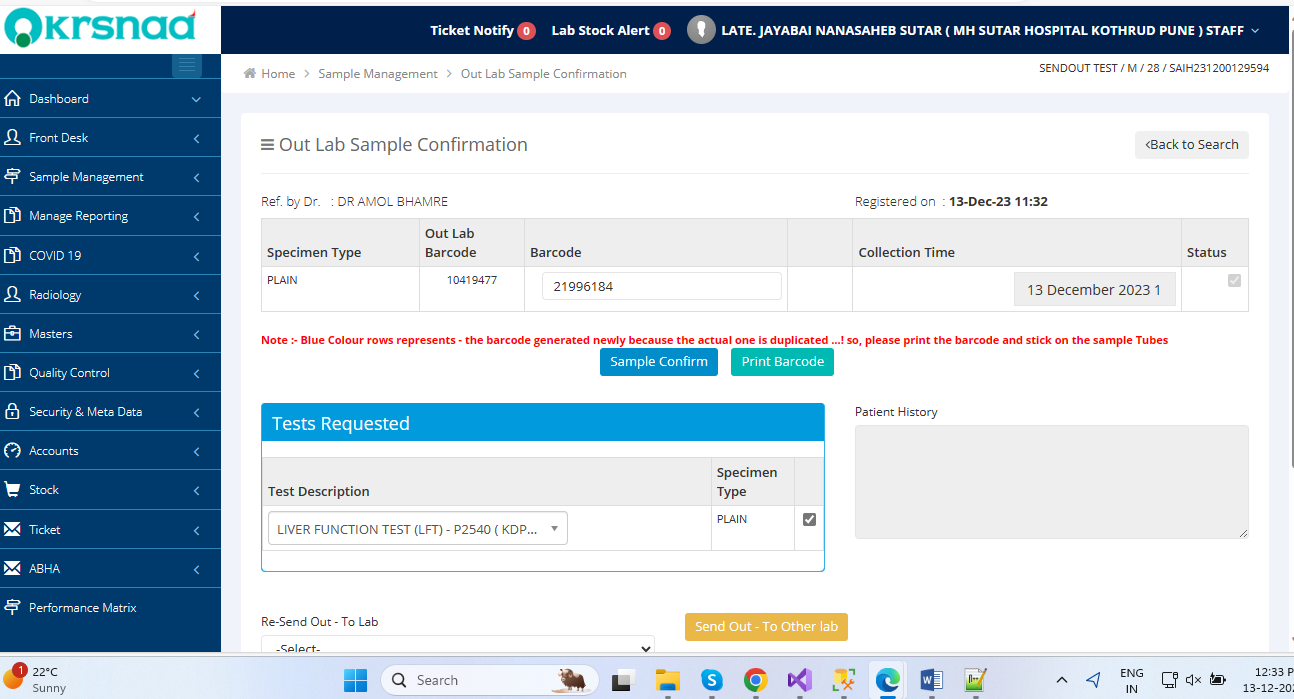 krsnaa
Ticket Notify 0 Lab Stock Alert 0 LATE. JAYABAI NANASAHEB SUTAR ( MH SUTAR HOSPITAL KOTHRUD PUNE ) STAFF
Home > Sample Management > Out Lab Sample Confirmation
SENDOUT TEST / M / 28 / SAIH231200129594
Dashboard
Front Desk
Sample Management
Manage Reporting
COVID 19
Radiology
Masters
Quality Control
Security & Meta Data
Accounts
Stock
Ticket
ABHA
Performance Matrix
Out Lab Sample Confirmation
Back to Search
Ref. by Dr. : DR AMOL BHAMRE
Registered on : 13-Dec-23 11:32
Specimen Type Out Lab Barcode Barcode Collection Time Status
PLAIN 10419477 21996184 13 December 2023 1
Note :- Blue Colour rows represents - the barcode generated newly because the actual one is duplicated ...! so, please print the barcode and stick on the sample Tubes
Sample Confirm Print Barcode
Tests Requested
Test Description Specimen Type
LIVER FUNCTION TEST (LFT) - P2540 ( KDP... PLAIN
Patient History
Re-Send Out - To Lab
-Select-
Send Out - To Other lab
1
22°C
Sunny
Search
ENG
IN
12:33 P
13-12-202